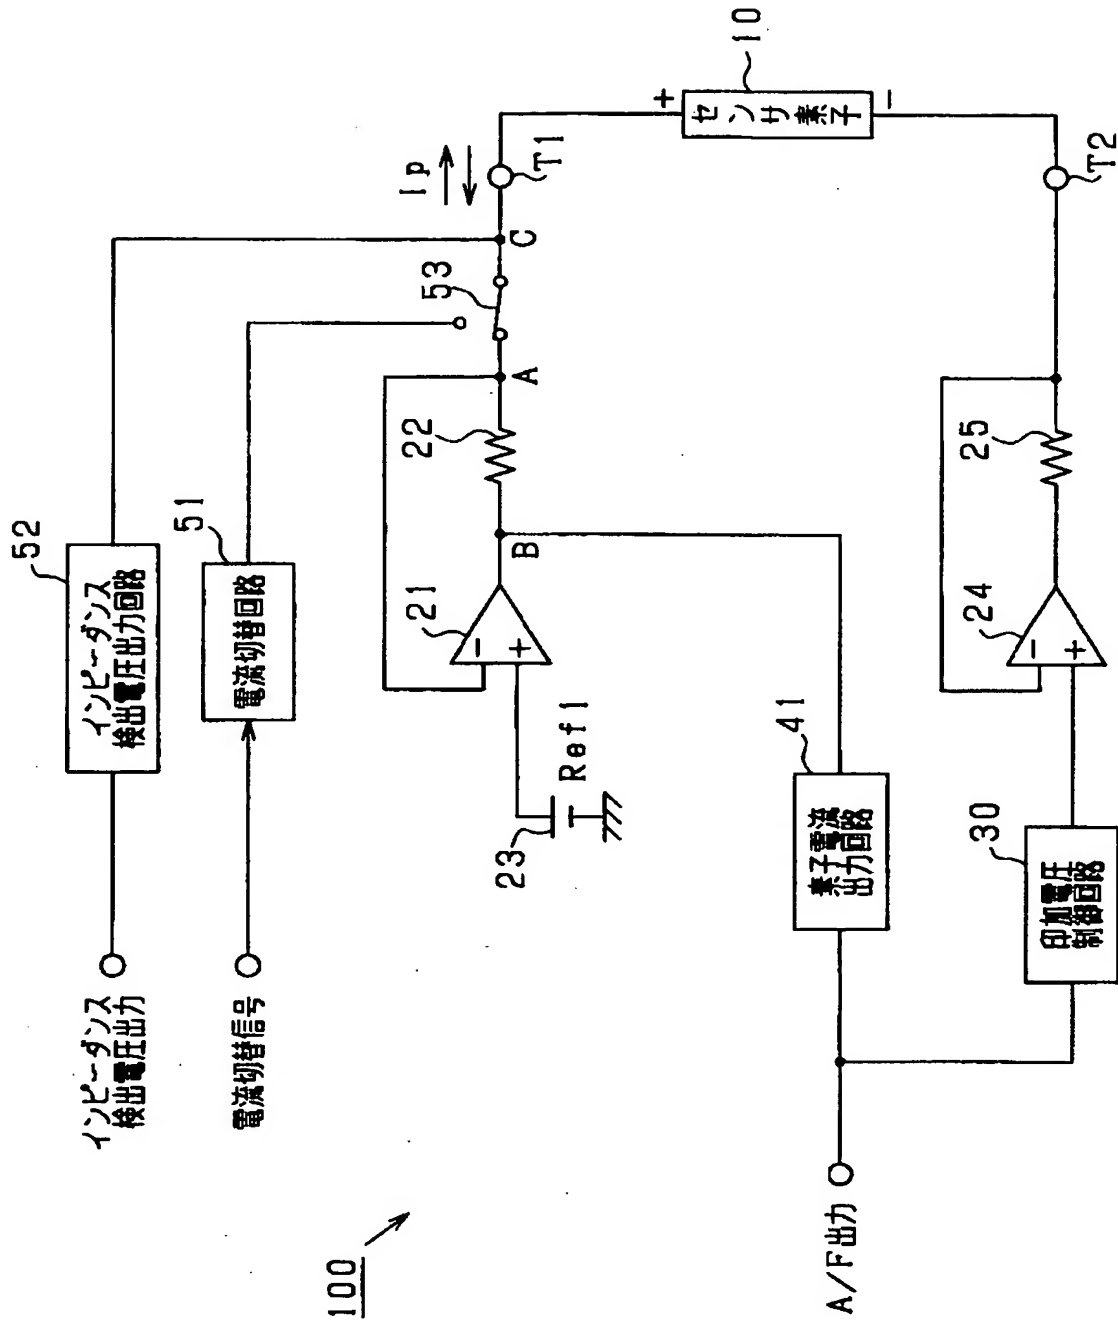 100
インピーダンス
検出電圧出力
52
インピーダンス
検出電圧出力回路
電流切替信号
51
電流切替回路
Ip
T1
C
53
A
22
B
21
−
+
23
Ref1
+
センサ素子
10
−
T2
25
24
−
+
41
素子電流
出力回路
30
印加電圧
制御回路
A/F出力